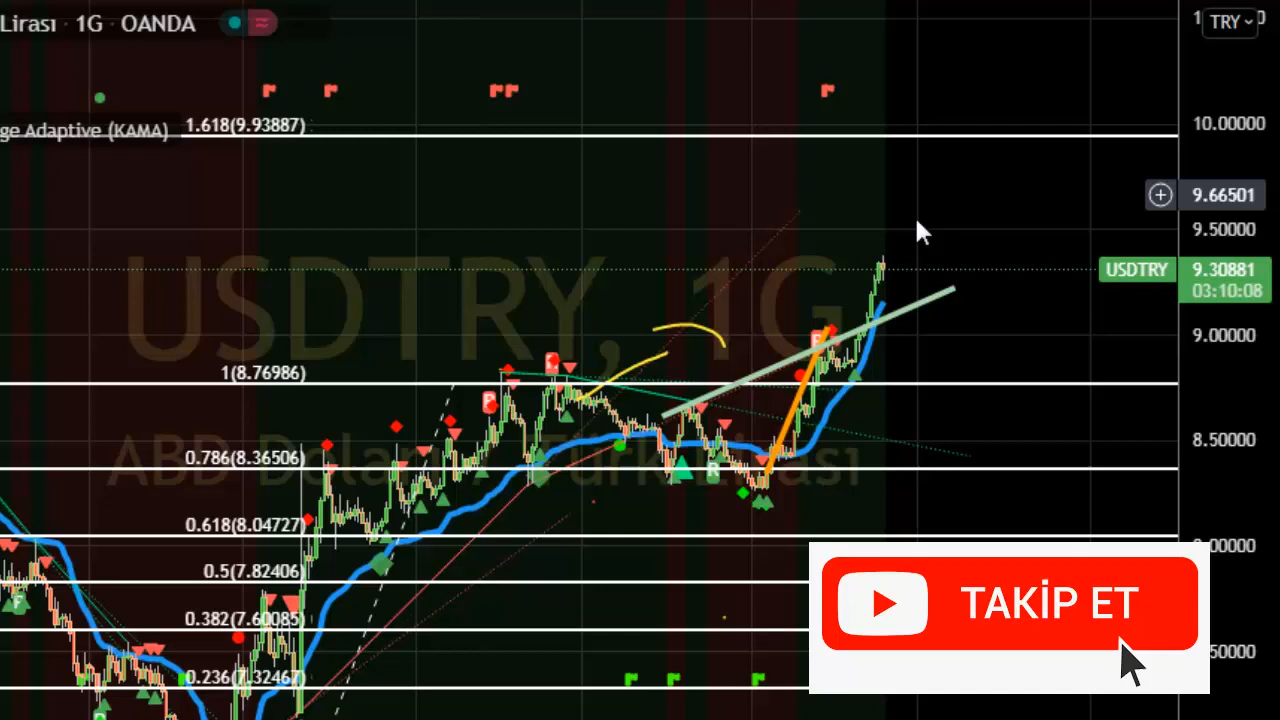 Lirası · 1G · OANDA
TRY
ge Adaptive (KAMA)
1.618(9.93887)
10.00000
9.66501
9.50000
USDTRY, 1G
USDTRY
9.30881
03:10:08
9.00000
1(8.76986)
8.50000
ABD Doları
Türk Lirası
0.786(8.36506)
R
0.618(8.04727)
0.5(7.82406)
0.382(7.60085)
F
0.236(7.32467)
TAKİP ET